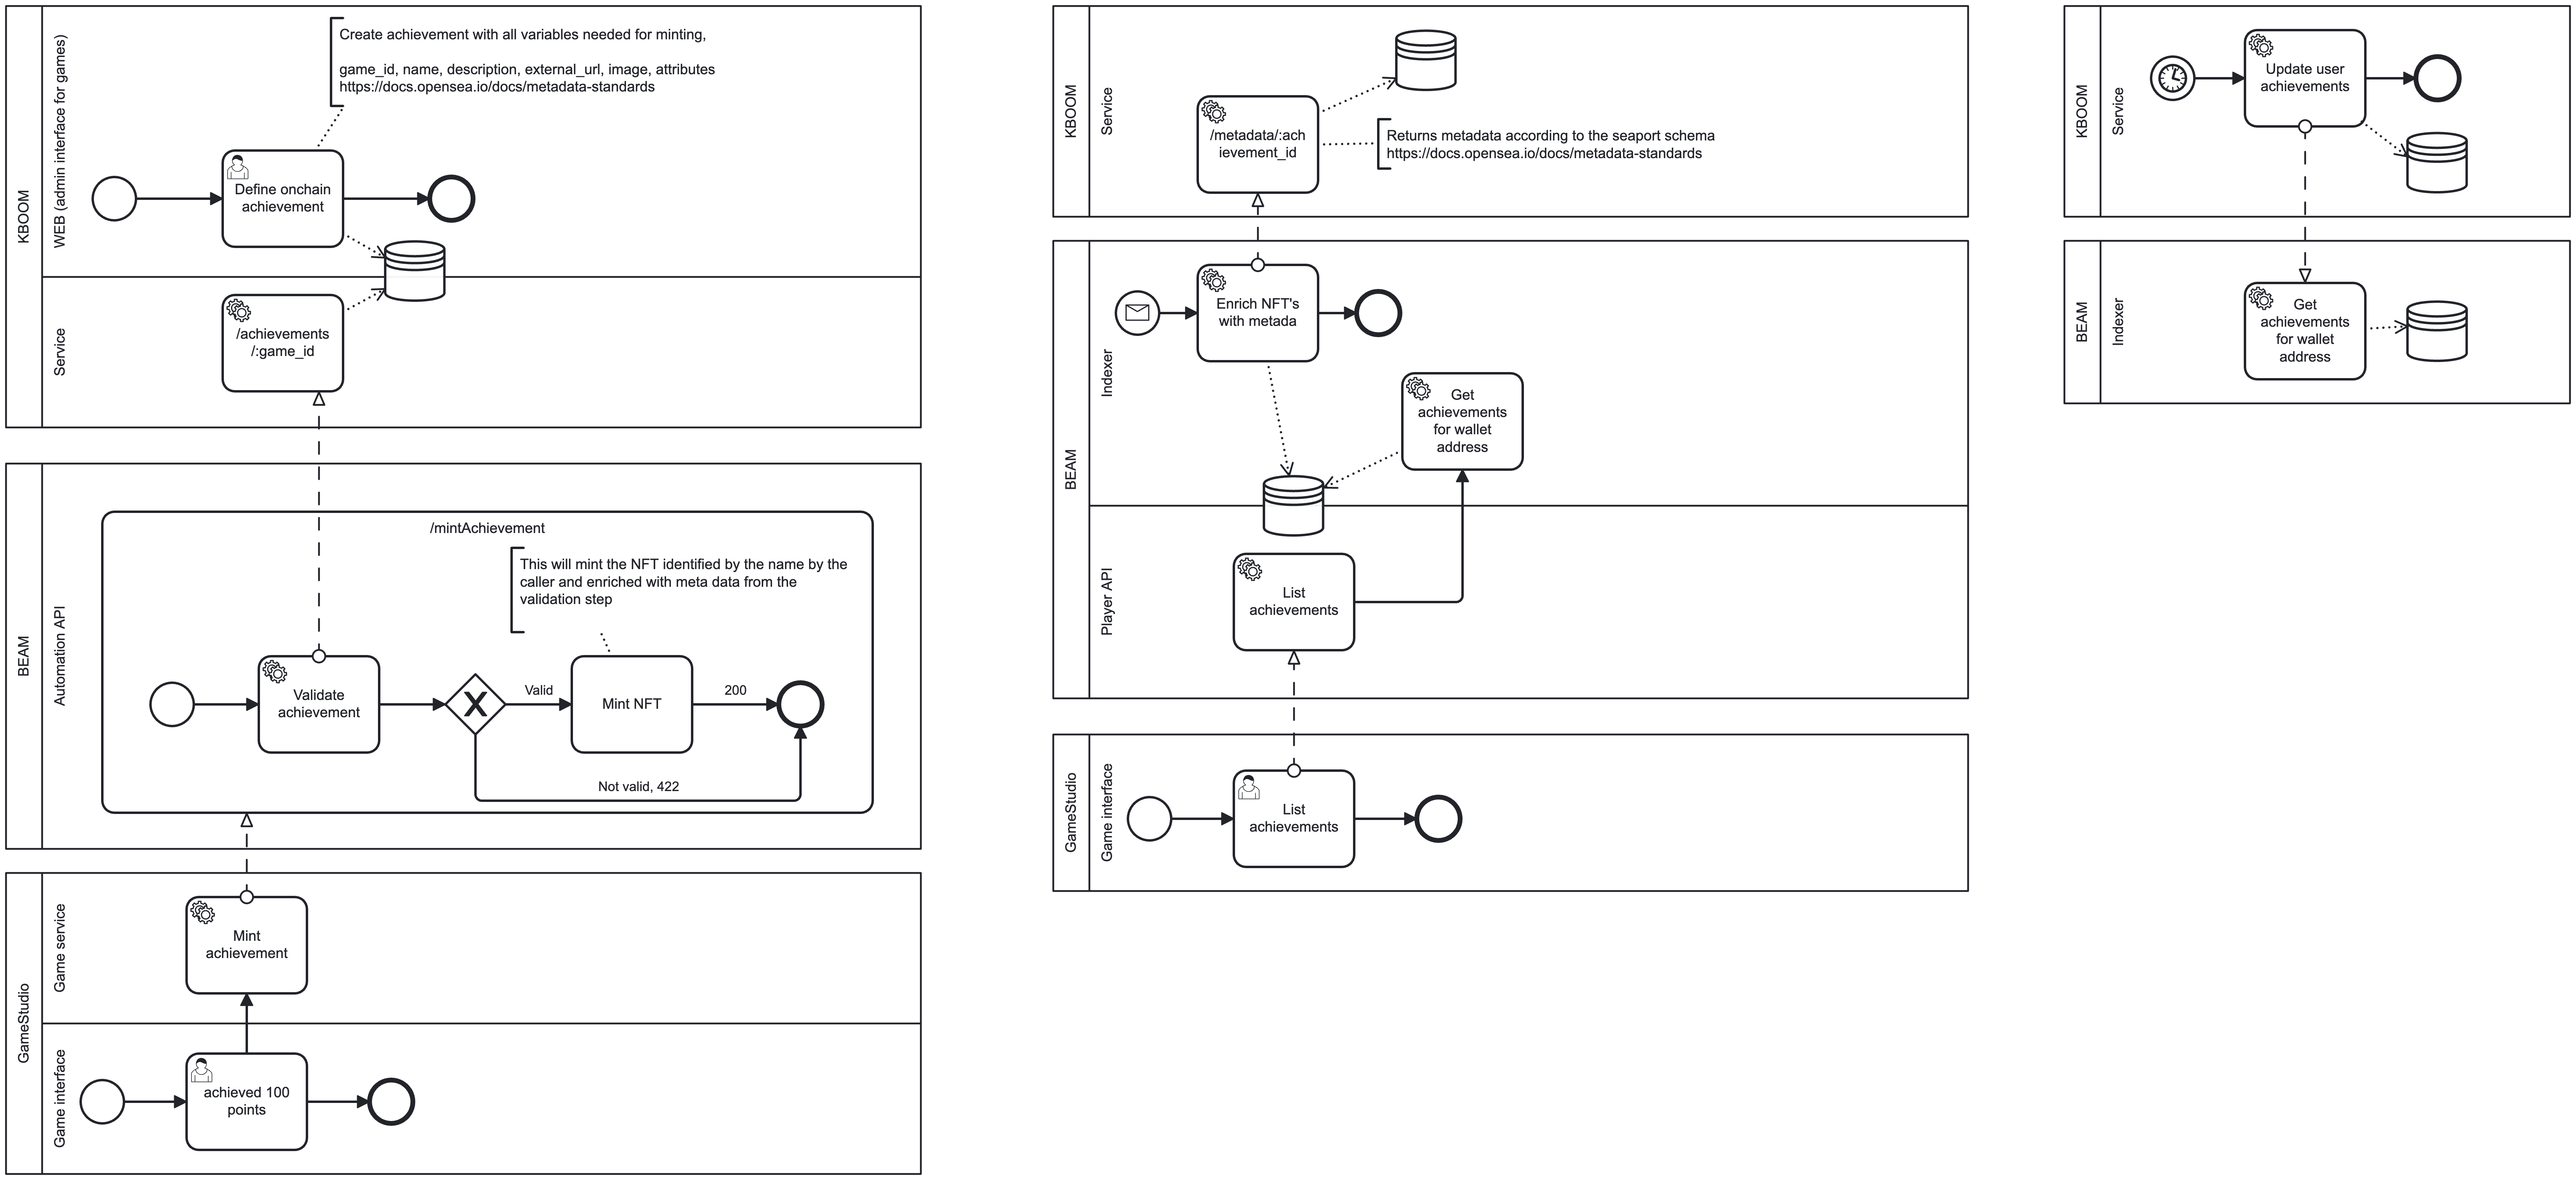 KBOOM
WEB (admin interface for games)
Create achievement with all variables needed for minting,
game_id, name, description, external_url, image, attributes
https://docs.opensea.io/docs/metadata-standards
Define onchain
achievement
Service
/achievements
/:game_id
BEAM
Automation API
/mintAchievement
This will mint the NFT identified by the name by the
caller and enriched with meta data from the
validation step
Validate
achievement
Valid
Mint NFT
200
Not valid, 422
GameStudio
Game service
Mint
achievement
Game interface
achieved 100
points
KBOOM
Service
/metadata/:ach
ievement_id
Returns metadata according to the seaport schema
https://docs.opensea.io/docs/metadata-standards
BEAM
Indexer
Enrich NFT's
with metada
Get
achievements
for wallet
address
Player API
List
achievements
GameStudio
Game interface
List
achievements
KBOOM
Service
Update user
achievements
BEAM
Indexer
Get
achievements
for wallet
address